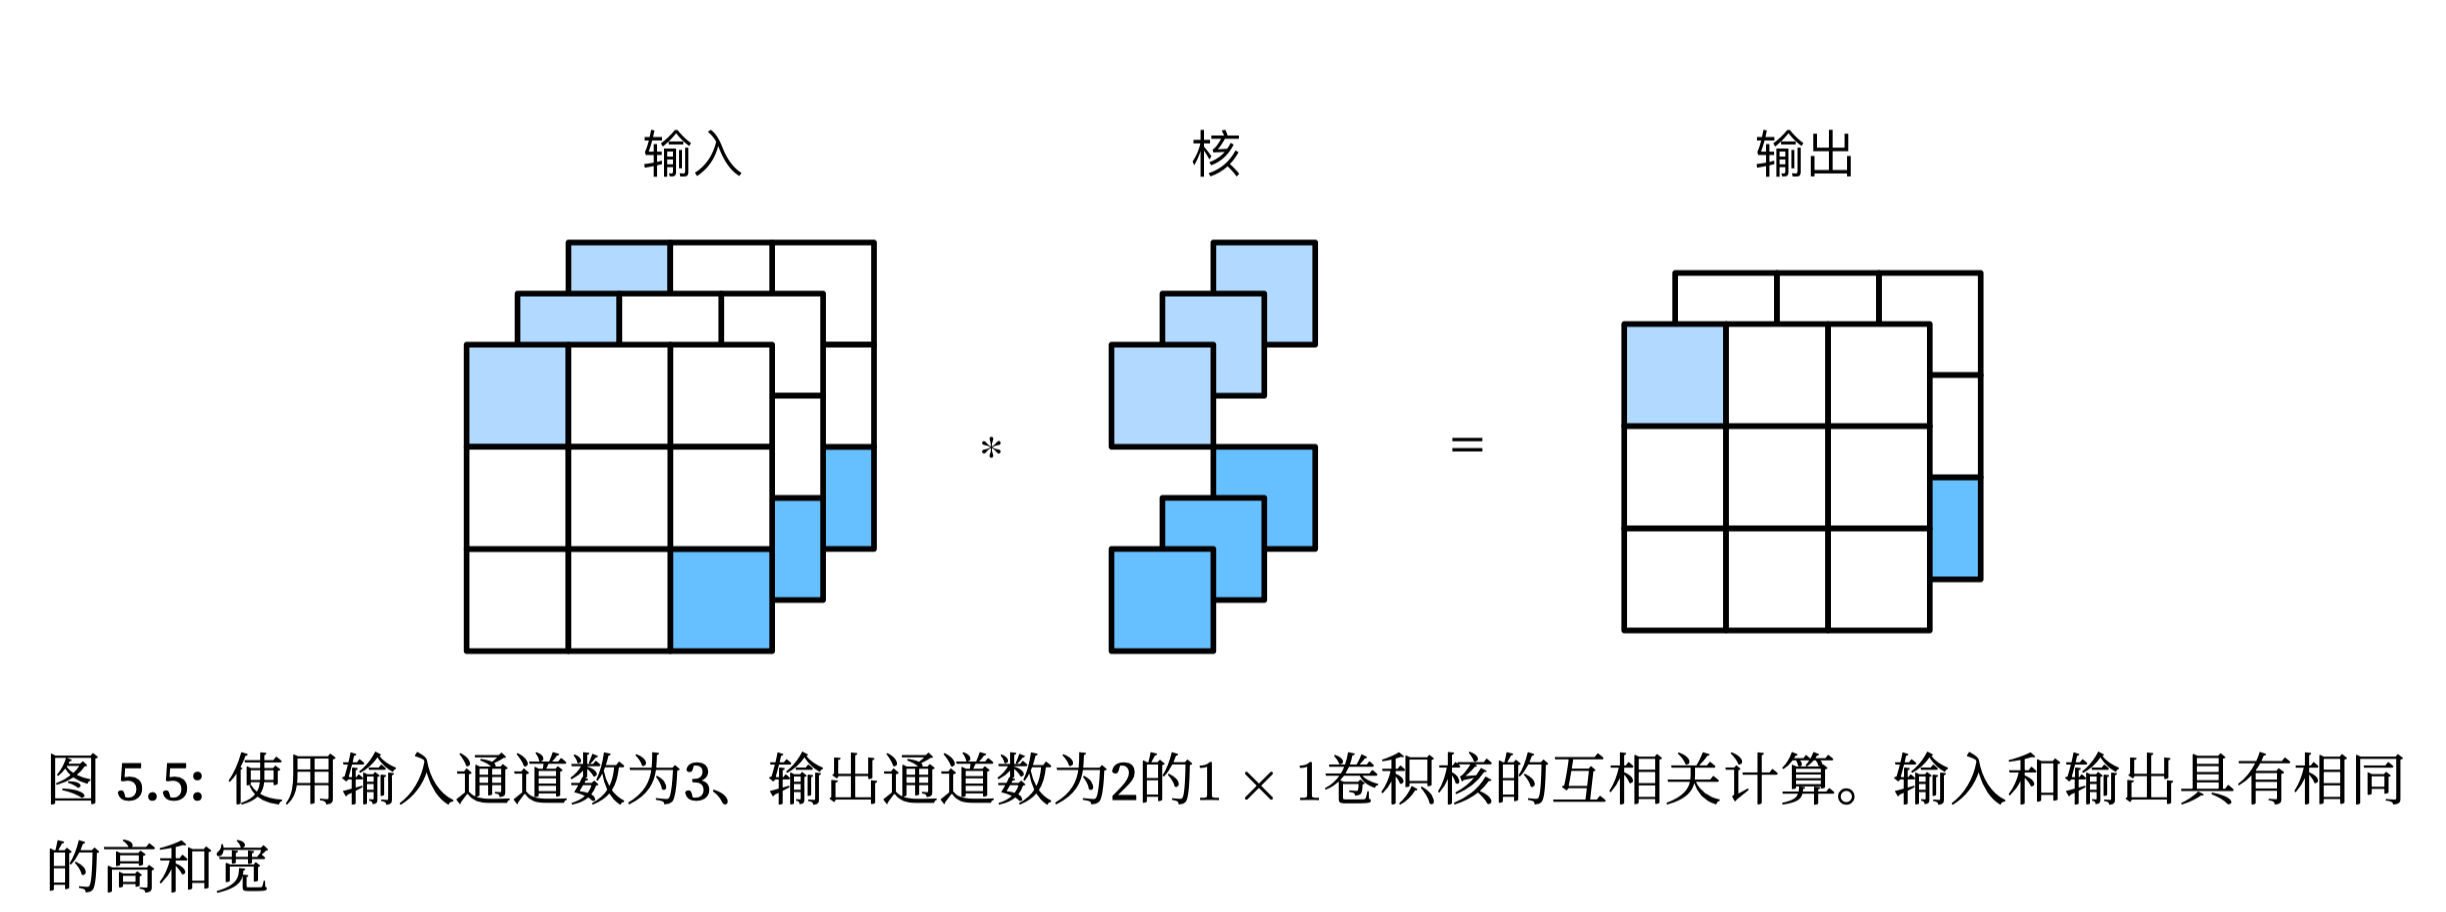 输入 核 输出
* =
图 5.5: 使用输入通道数为3、输出通道数为2的1 × 1卷积核的互相关计算。输入和输出具有相同
的高和宽